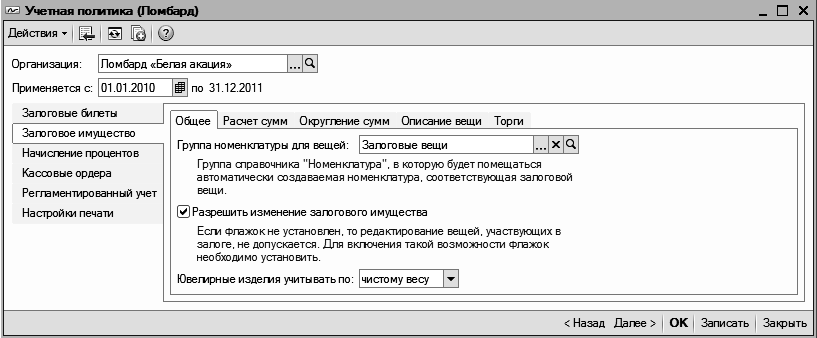 Учетная политика (Ломбард)
Действия
Организация: Ломбард «Белая акация» ...
Применяется с: 01.01.2010 по 31.12.2011
Залоговые билеты
Залоговое имущество
Начисление процентов
Кассовые ордера
Регламентированный учет
Настройки печати
Общее Расчет сумм Округление сумм Описание вещи Торги
Группа номенклатуры для вещей: Залоговые вещи ...
Группа справочника "Номенклатура", в которую будет помещаться
автоматически создаваемая номенклатура, соответствующая залоговой
вещи.
Разрешить изменение залогового имущества
Если флажок не установлен, то редактирование вещей, участвующих в
залоге, не допускается. Для включения такой возможности флажок
необходимо установить.
Ювелирные изделия учитывать по: чистому весу
< Назад Далее > OK Записать Закрыть